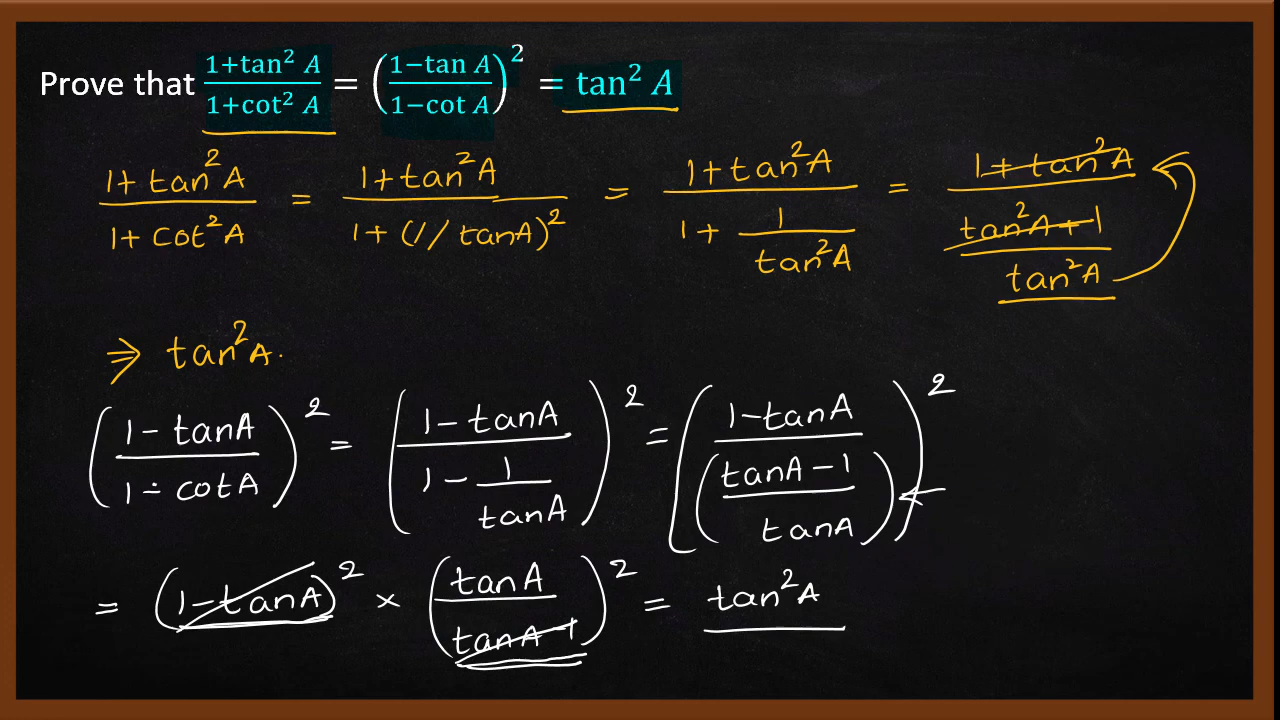 Prove that (1+tan² A)/(1+cot² A) = ((1−tan A)/(1−cot A))² = tan² A
(1+tan²A)/(1+cot²A) = (1+tan²A)/(1+(1//tanA)²) = (1+tan²A)/(1+1/tan²A) = (1+tan²A)/((tan²A+1)/tan²A)
⇒ tan²A.
((1-tanA)/(1-cotA))² = ((1-tanA)/(1-1/tanA))² = ((1-tanA)/((tanA-1)/tanA))²
= (1-tanA)² × (tanA/(tanA-1))² = tan²A